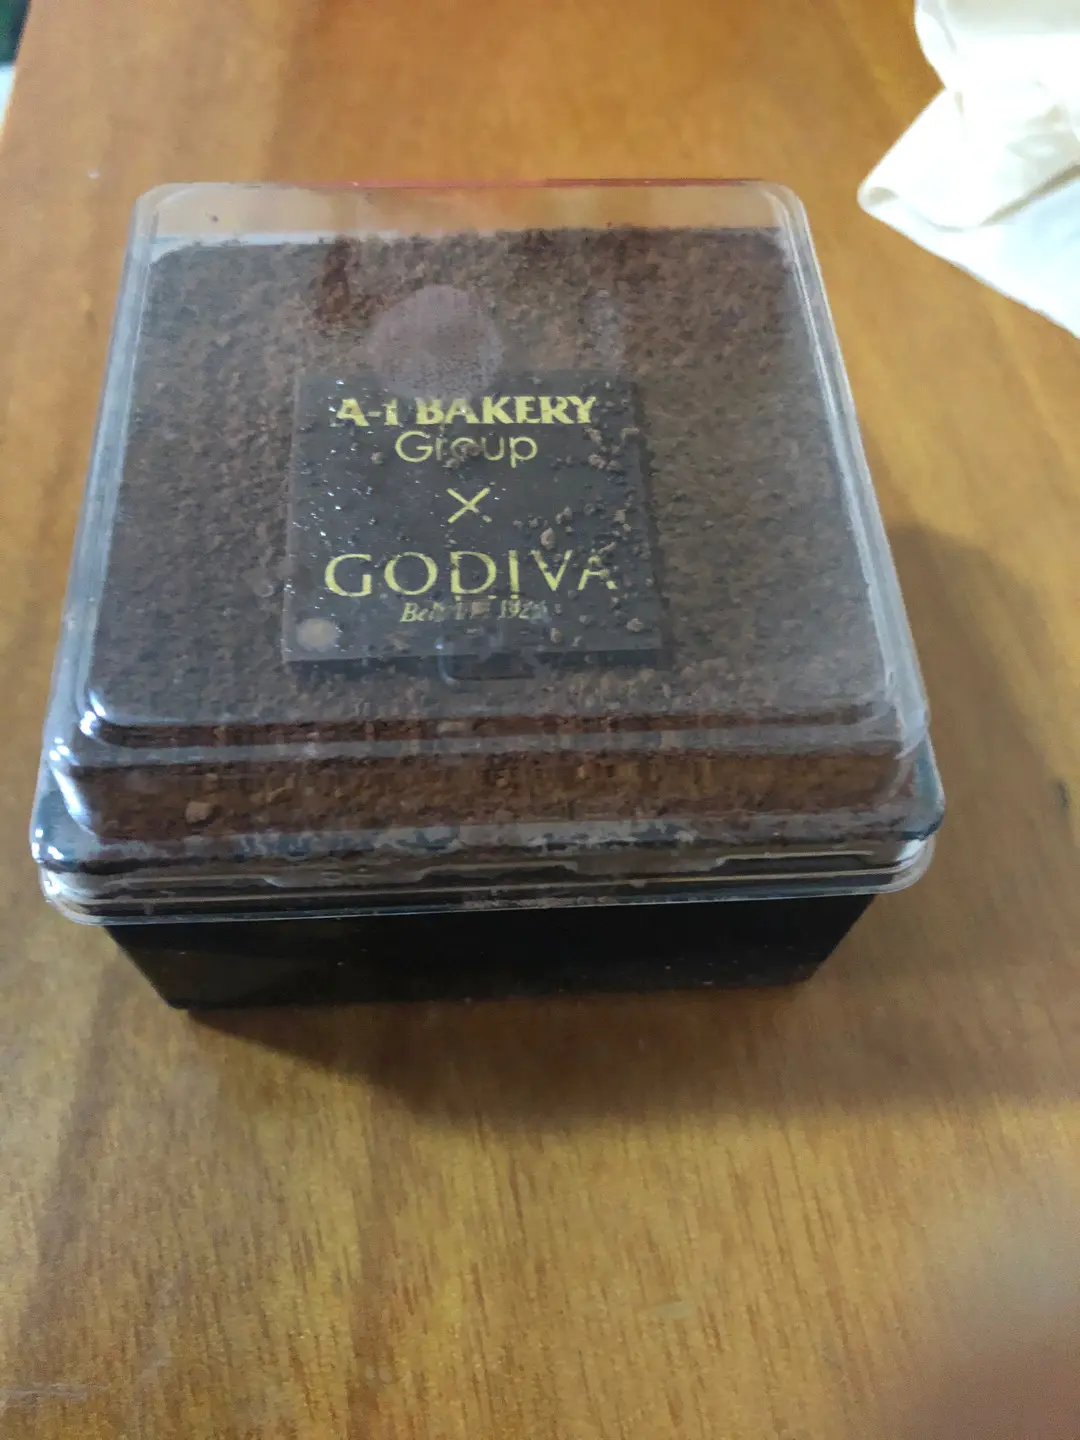 A-1 BAKERY
Group
×
GODIVA